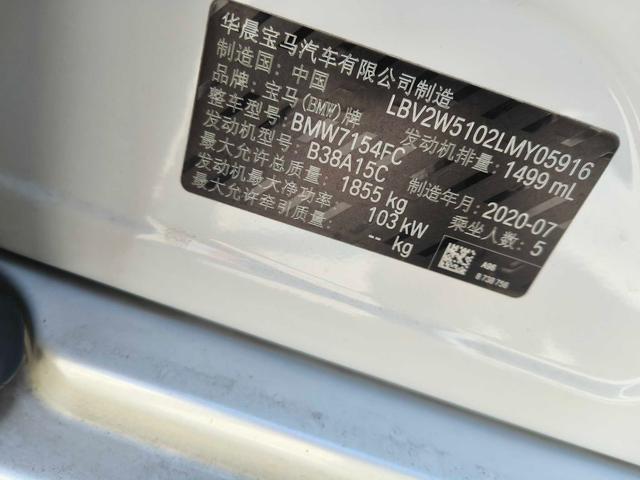 华晨宝马汽车有限公司制造
制造国：中国 LBV2W5102LMY05916
品牌：宝马(BMW)牌
整车型号：BMW7154FC 发动机排量：1499 mL
发动机型号：B38A15C
最大允许总质量：1855 kg 制造年月：2020-07
发动机最大净功率：103 kW 乘坐人数：5
最大允许牵引质量：-- kg
A96
8 738 756